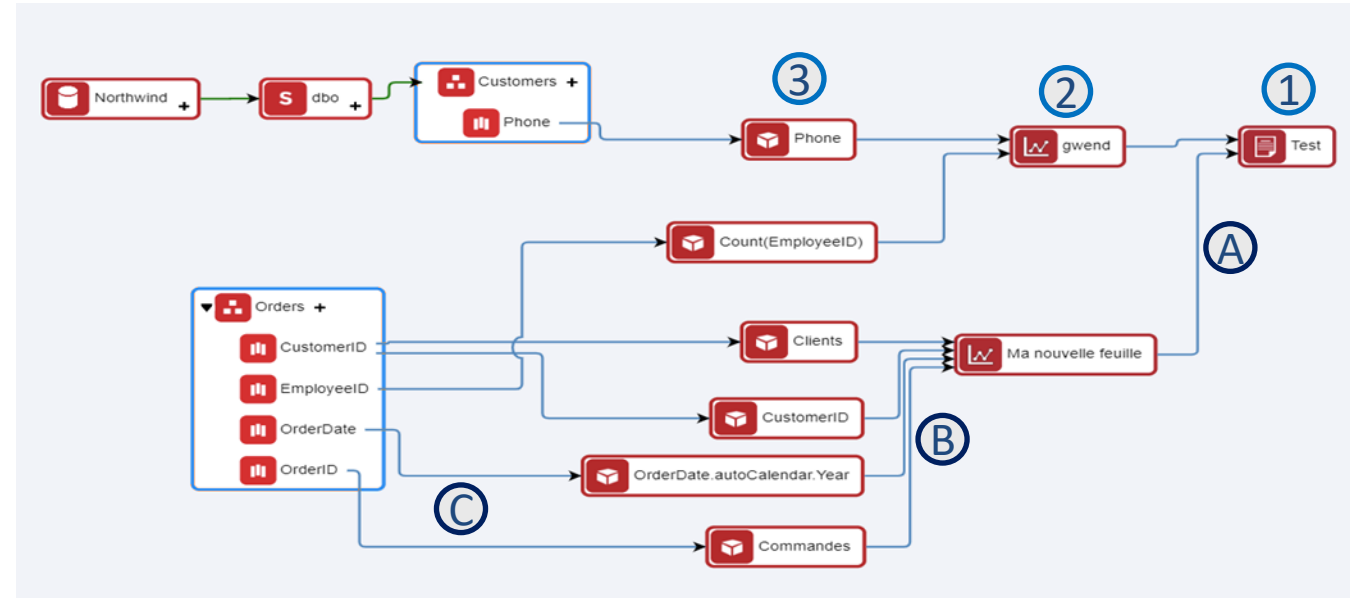 3
2
1
Northwind +
S dbo +
Customers +
Phone
Phone
gwend
Test
Count(EmployeeID)
A
Orders +
CustomerID
EmployeeID
OrderDate
OrderID
Clients
Ma nouvelle feuille
CustomerID
B
OrderDate.autoCalendar.Year
C
Commandes